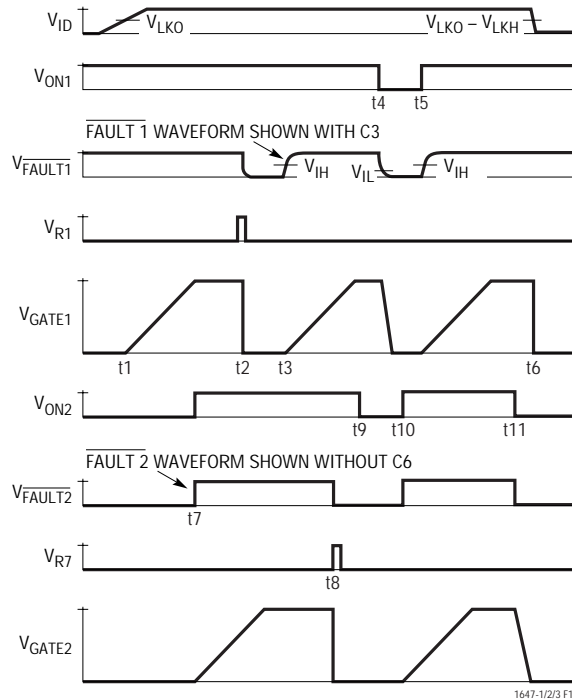 VID
VLKO
VLKO – VLKH
VON1
t4 t5
FAULT 1 WAVEFORM SHOWN WITH C3
VFAULT1
VIH
VIL
VIH
VR1
VGATE1
t1 t2 t3 t6
VON2
t9 t10 t11
FAULT 2 WAVEFORM SHOWN WITHOUT C6
VFAULT2
t7
VR7
t8
VGATE2
1647-1/2/3 F1